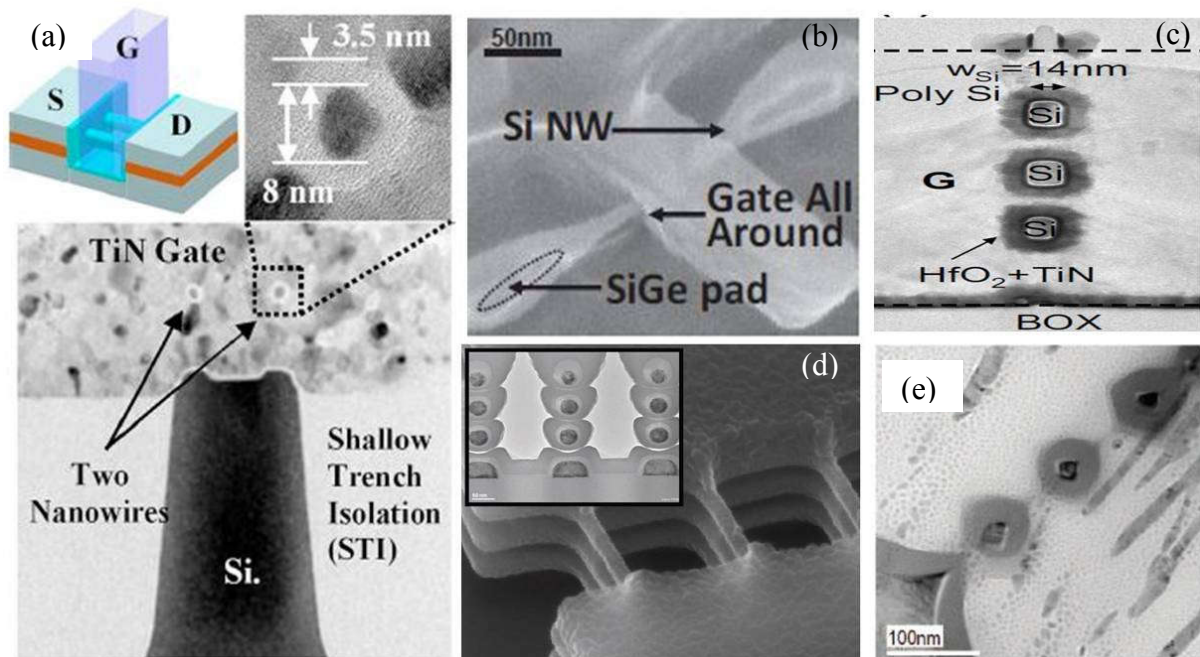 (a)
G
S
D
3.5 nm
8 nm
TiN Gate
Two
Nanowires
Shallow
Trench
Isolation
(STI)
Si.
50nm
(b)
Si NW
Gate All
Around
SiGe pad
(c)
wSi=14nm
Poly Si
Si
Si
G
Si
HfO2+TiN
BOX
(d)
(e)
100nm